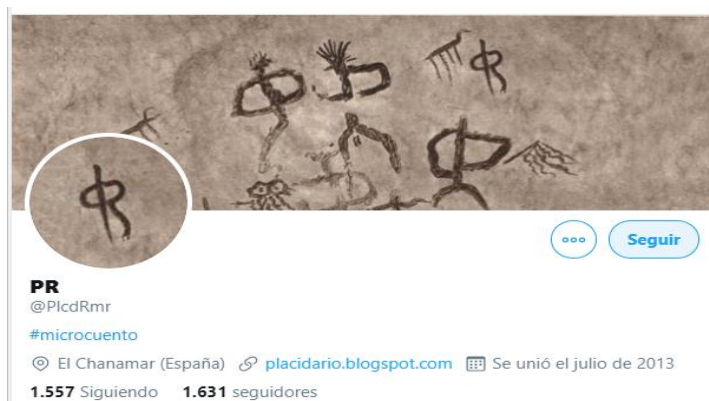 Seguir
PR
@PlcdRmr
#microcuento
El Chanamar (España) placidario.blogspot.com Se unió el julio de 2013
1.557 Siguiendo 1.631 seguidores